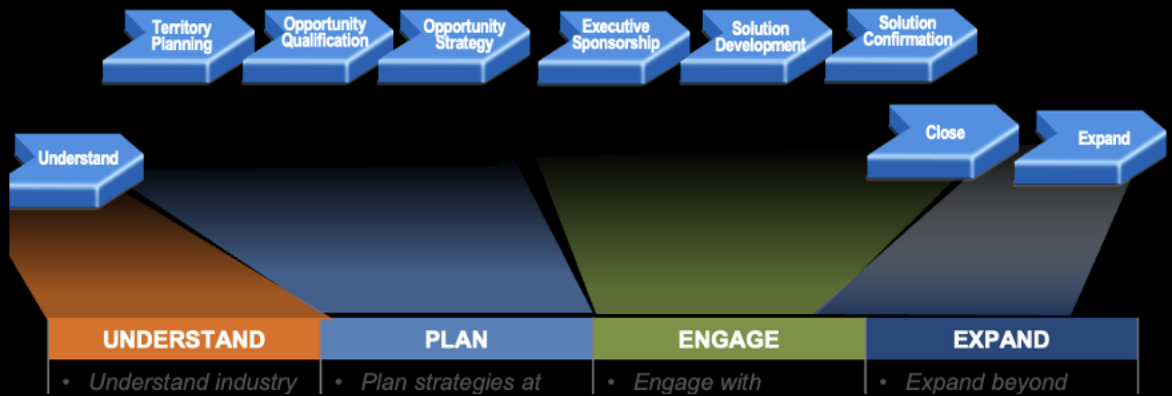 Territory
Planning
Opportunity
Qualification
Opportunity
Strategy
Executive
Sponsorship
Solution
Development
Solution
Confirmation
Understand
Close
Expand
UNDERSTAND
PLAN
ENGAGE
EXPAND
• Understand industry
• Plan strategies at
• Engage with
• Expand beyond